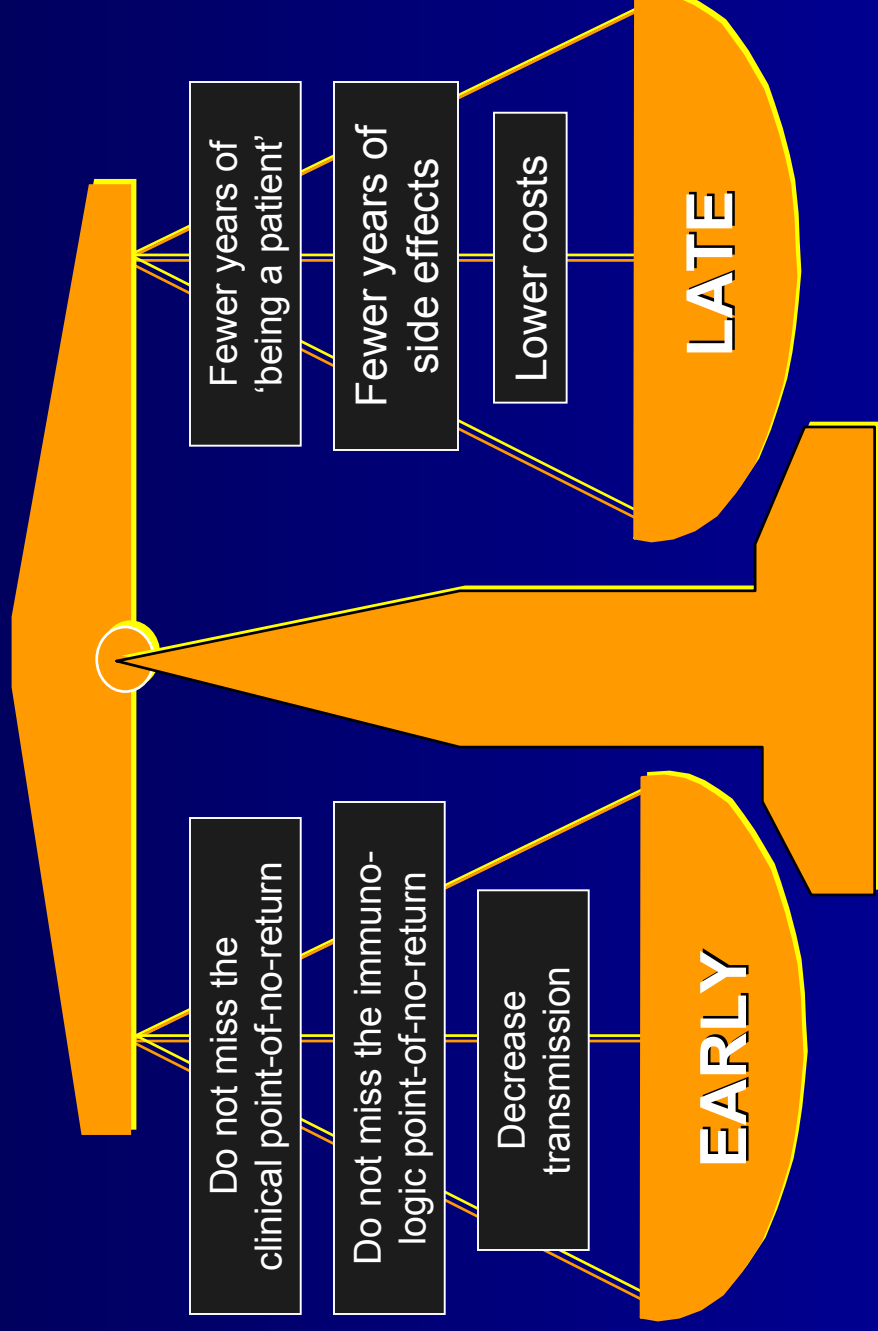 Do not miss the
clinical point-of-no-return
Do not miss the immuno-
logic point-of-no-return
Decrease
transmission
EARLY
Fewer years of
‘being a patient’
Fewer years of
side effects
Lower costs
LATE